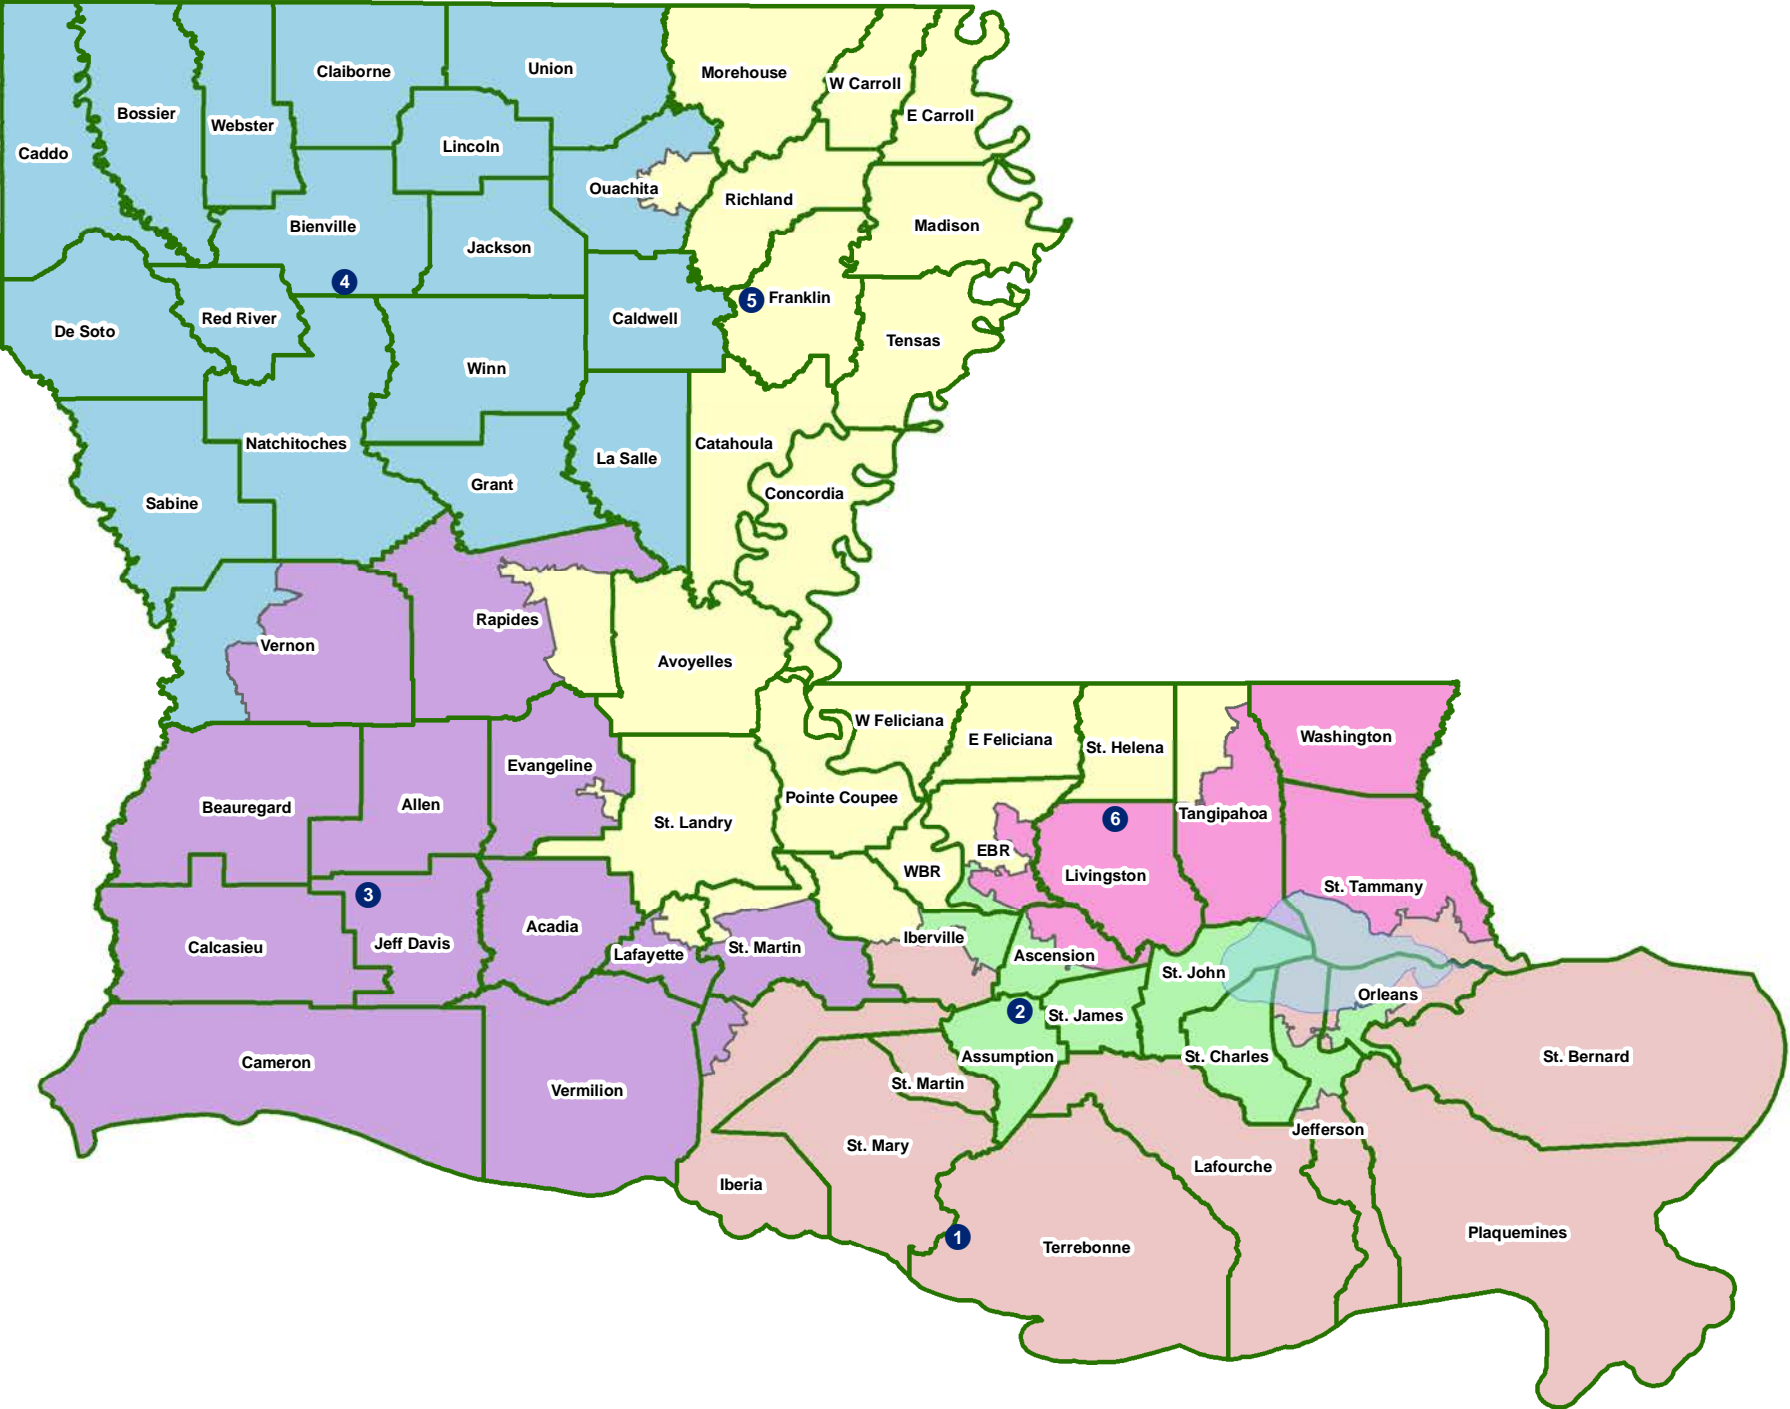 Claiborne
Union
Morehouse
W Carroll
E Carroll
Bossier
Webster
Caddo
Lincoln
Ouachita
Richland
Bienville
Jackson
Madison
4
5 Franklin
Red River
Caldwell
De Soto
Tensas
Winn
Natchitoches
Catahoula
La Salle
Grant
Concordia
Sabine
Rapides
Vernon
Avoyelles
W Feliciana
E Feliciana
St. Helena
Washington
Evangeline
Pointe Coupee
Beauregard
Allen
St. Landry
6
Tangipahoa
EBR
WBR
Livingston
St. Tammany
3
Acadia
Calcasieu
Jeff Davis
Lafayette
St. Martin
Iberville
Ascension
St. John
Orleans
2
St. James
Assumption
St. Charles
St. Bernard
Cameron
Vermilion
St. Martin
Jefferson
St. Mary
Lafourche
Iberia
1
Terrebonne
Plaquemines